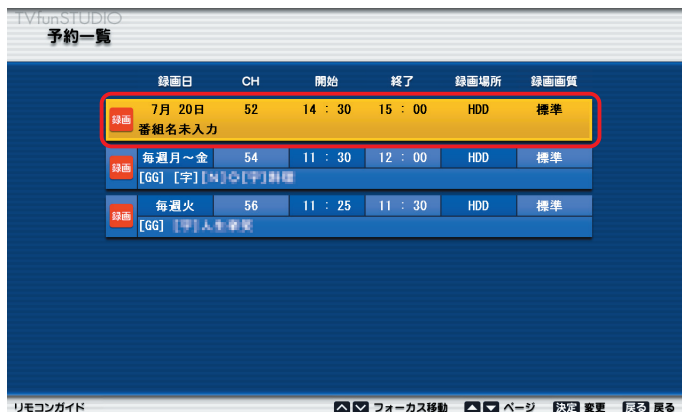 TVfunSTUDIO
予約一覧
録画日 CH 開始 終了 録画場所 録画画質
録画 7月 20日 52 14 : 30 15 : 00 HDD 標準
番組名未入力
録画 毎週月～金 54 11 : 30 12 : 00 HDD 標準
[GG] [字]
録画 毎週火 56 11 : 25 11 : 30 HDD 標準
[GG]
リモコンガイド フォーカス移動 ページ 決定 変更 戻る 戻る